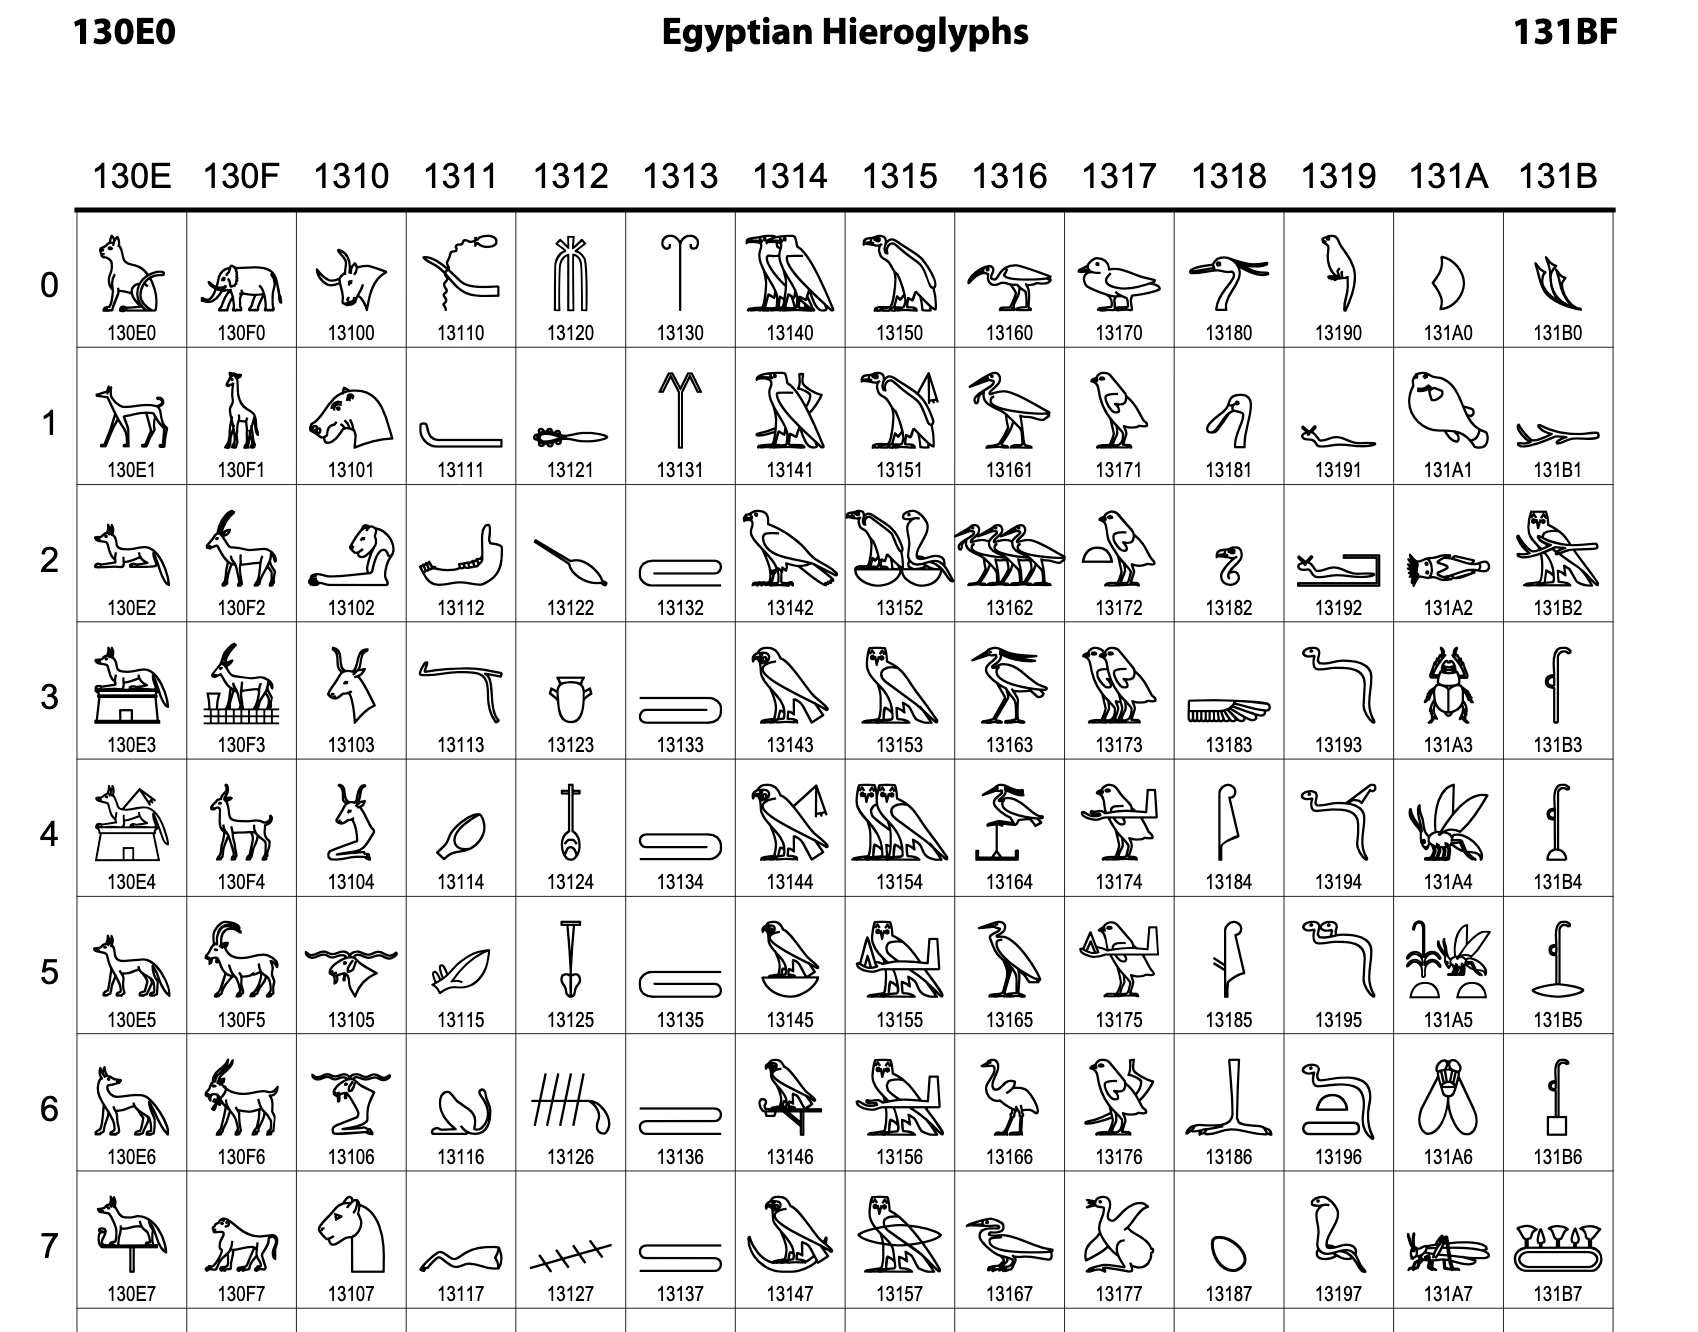 130E0 Egyptian Hieroglyphs 131BF
130E 130F 1310 1311 1312 1313 1314 1315 1316 1317 1318 1319 131A 131B
0 𓃠 𓃰 𓄀 𓄐 𓄠 𓄰 𓅀 𓅐 𓅠 𓅰 𓆀 𓆐 𓆠 𓆰
130E0 130F0 13100 13110 13120 13130 13140 13150 13160 13170 13180 13190 131A0 131B0
1 𓃡 𓃱 𓄁 𓄑 𓄡 𓄱 𓅁 𓅑 𓅡 𓅱 𓆁 𓆑 𓆡 𓆱
130E1 130F1 13101 13111 13121 13131 13141 13151 13161 13171 13181 13191 131A1 131B1
2 𓃢 𓃲 𓄂 𓄒 𓄢 𓄲 𓅂 𓅒 𓅢 𓅲 𓆂 𓆒 𓆢 𓆲
130E2 130F2 13102 13112 13122 13132 13142 13152 13162 13172 13182 13192 131A2 131B2
3 𓃣 𓃳 𓄃 𓄓 𓄣 𓄳 𓅃 𓅓 𓅣 𓅳 𓆃 𓆓 𓆣 𓆳
130E3 130F3 13103 13113 13123 13133 13143 13153 13163 13173 13183 13193 131A3 131B3
4 𓃤 𓃴 𓄄 𓄔 𓄤 𓄴 𓅄 𓅔 𓅤 𓅴 𓆄 𓆔 𓆤 𓆴
130E4 130F4 13104 13114 13124 13134 13144 13154 13164 13174 13184 13194 131A4 131B4
5 𓃥 𓃵 𓄅 𓄕 𓄥 𓄵 𓅅 𓅕 𓅥 𓅵 𓆅 𓆕 𓆥 𓆵
130E5 130F5 13105 13115 13125 13135 13145 13155 13165 13175 13185 13195 131A5 131B5
6 𓃦 𓃶 𓄆 𓄖 𓄦 𓄶 𓅆 𓅖 𓅦 𓅶 𓆆 𓆖 𓆦 𓆶
130E6 130F6 13106 13116 13126 13136 13146 13156 13166 13176 13186 13196 131A6 131B6
7 𓃧 𓃷 𓄇 𓄗 𓄧 𓄷 𓅇 𓅗 𓅧 𓅷 𓆇 𓆗 𓆧 𓆷
130E7 130F7 13107 13117 13127 13137 13147 13157 13167 13177 13187 13197 131A7 131B7